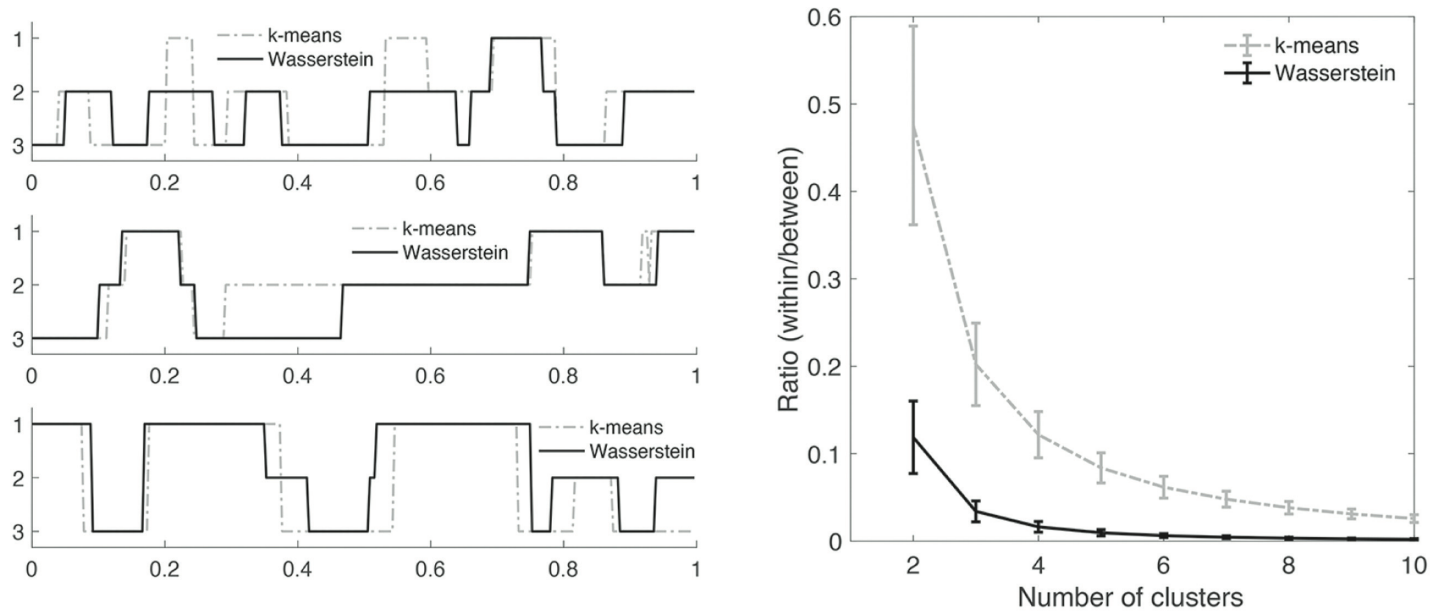 k-means
Wasserstein
1
2
3
0 0.2 0.4 0.6 0.8 1
k-means
Wasserstein
1
2
3
0 0.2 0.4 0.6 0.8 1
k-means
Wasserstein
1
2
3
0 0.2 0.4 0.6 0.8 1
Ratio (within/between)
0.6
0.5
0.4
0.3
0.2
0.1
0
k-means
Wasserstein
2 4 6 8 10
Number of clusters